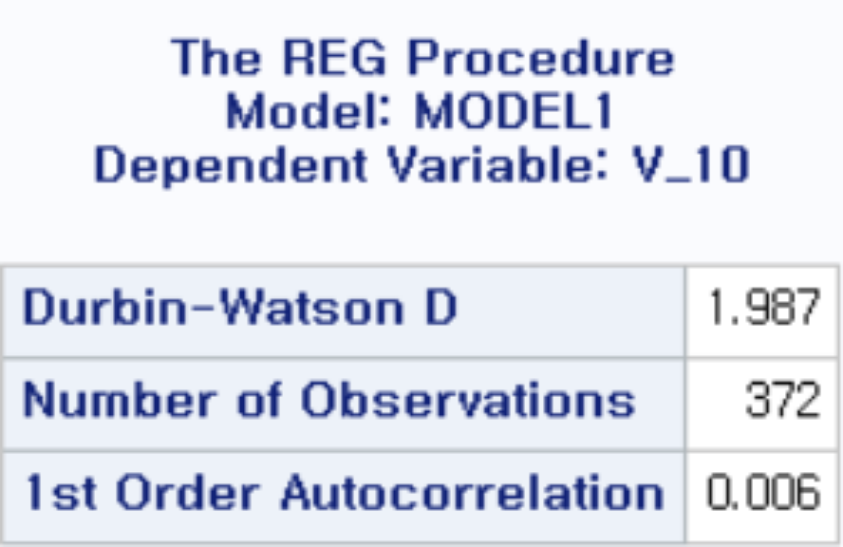 The REG Procedure
Model: MODEL1
Dependent Variable: V_10
Durbin-Watson D 1.987
Number of Observations 372
1st Order Autocorrelation 0.006